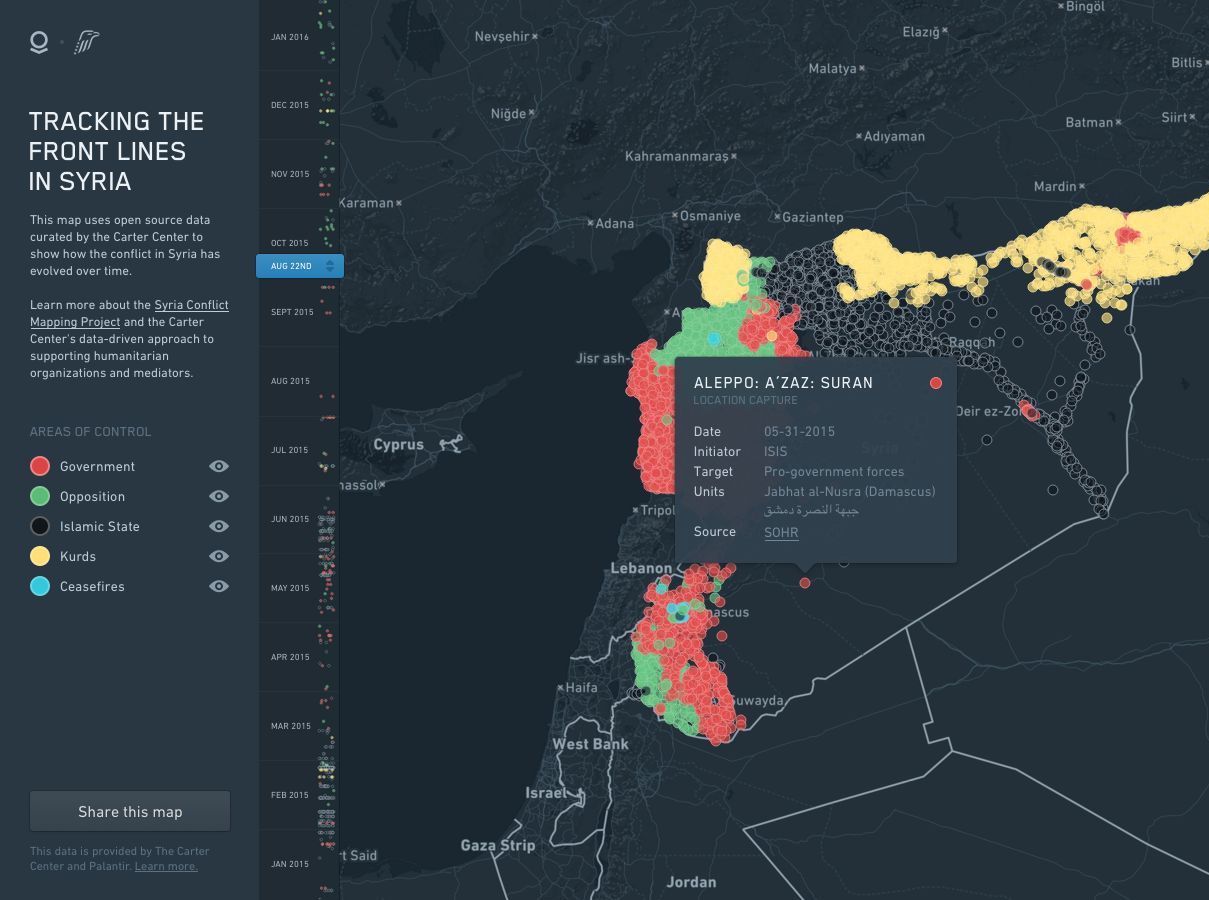 TRACKING THE
FRONT LINES
IN SYRIA
This map uses open source data
curated by the Carter Center to
show how the conflict in Syria has
evolved over time.
Learn more about the Syria Conflict
Mapping Project and the Carter
Center's data-driven approach to
supporting humanitarian
organizations and mediators.
AREAS OF CONTROL
Government
Opposition
Islamic State
Kurds
Ceasefires
Share this map
This data is provided by The Carter
Center and Palantir. Learn more.
JAN 2016
DEC 2015
NOV 2015
OCT 2015
AUG 22ND
SEPT 2015
AUG 2015
JUL 2015
JUN 2015
MAY 2015
APR 2015
MAR 2015
FEB 2015
JAN 2015
Bingöl
Nevşehir
Elazığ
Malatya
Bitlis
Niğde
Batman
Siirt
Adıyaman
Kahramanmaraş
Mardin
Karaman
Osmaniye
Gaziantep
Adana
Raqqah
Jisr ash-
ALEPPO: A´ZAZ: SURAN
LOCATION CAPTURE
Date 05-31-2015
Initiator ISIS
Target Pro-government forces
Units Jabhat al-Nusra (Damascus)
جبهة النصرة دمشق
Source SOHR
Deir ez-Zo
Cyprus
Syria
nassol
Tripol
Lebanon
mascus
Haifa
Suwayda
West Bank
Israel
Gaza Strip
rt Said
Jordan